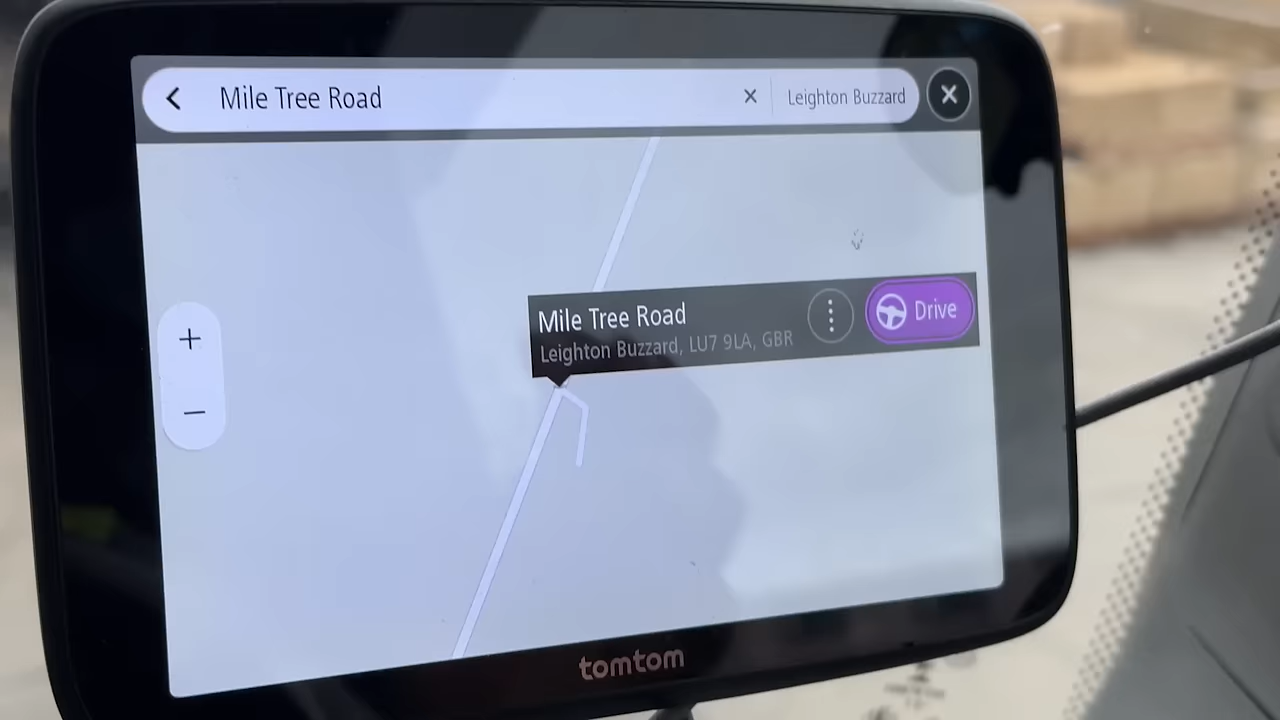 Mile Tree Road
Leighton Buzzard
Mile Tree Road
Leighton Buzzard, LU7 9LA, GBR
Drive
tomtom